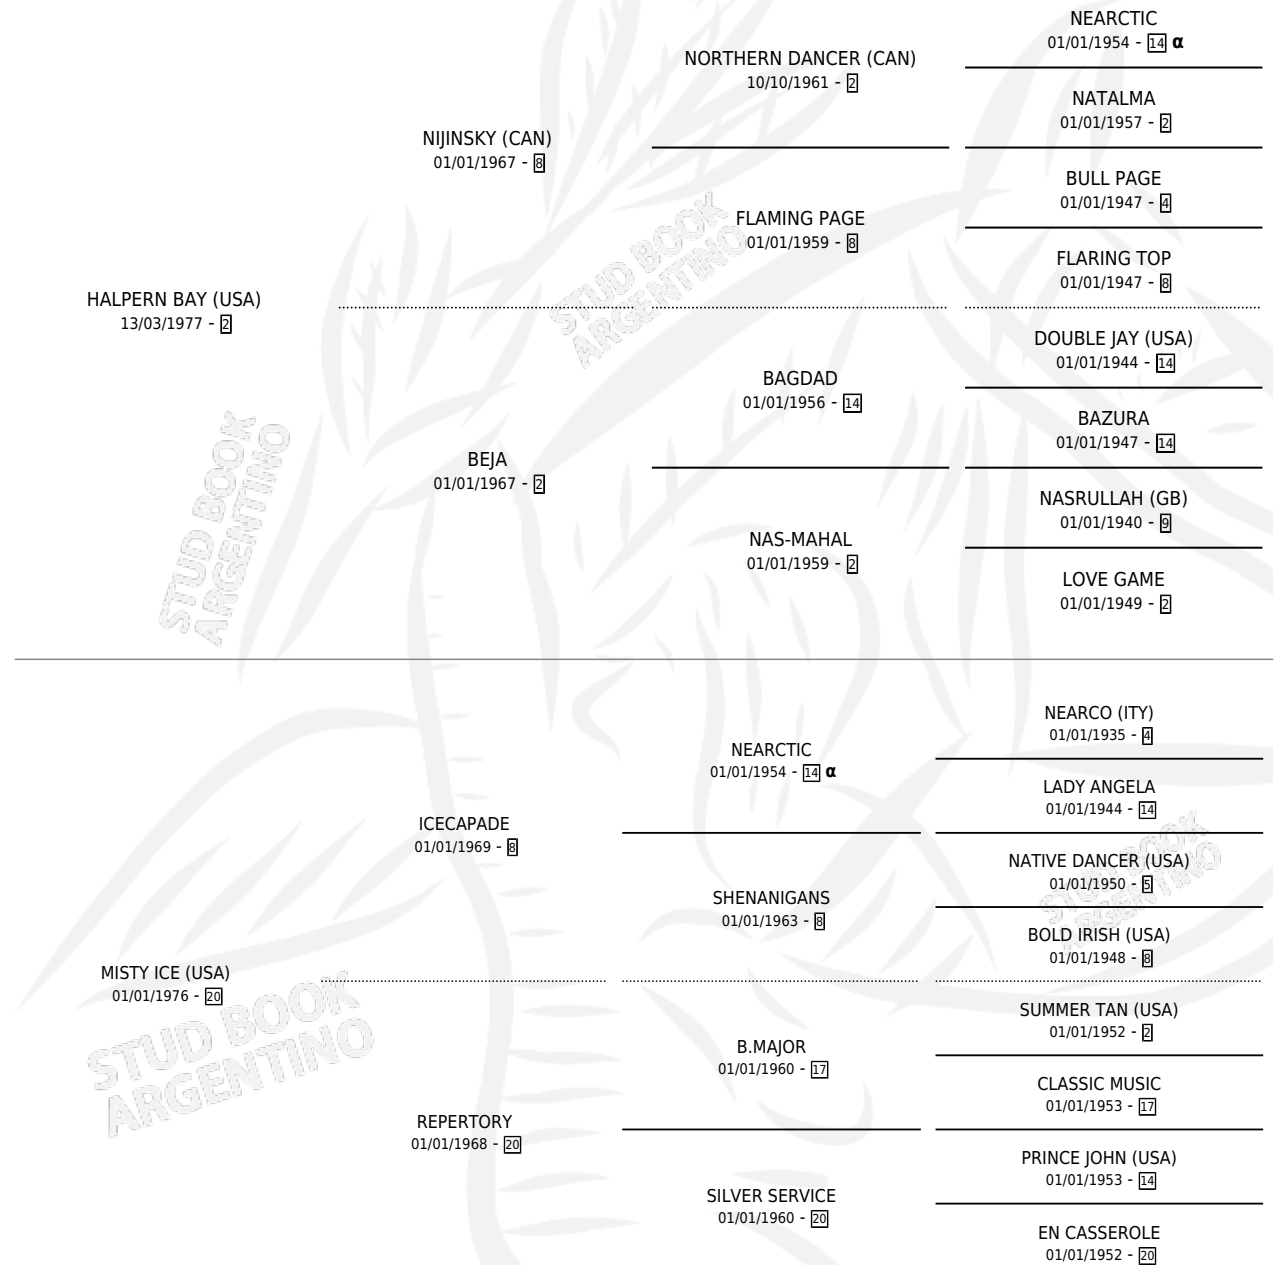 NEARCTIC
01/01/1954 - 14 α
NORTHERN DANCER (CAN)
10/10/1961 - 2
NATALMA
01/01/1957 - 2
NIJINSKY (CAN)
01/01/1967 - 8
BULL PAGE
01/01/1947 - 4
FLAMING PAGE
01/01/1959 - 8
FLARING TOP
01/01/1947 - 8
HALPERN BAY (USA)
13/03/1977 - 2
DOUBLE JAY (USA)
01/01/1944 - 14
BAGDAD
01/01/1956 - 14
BAZURA
01/01/1947 - 14
BEJA
01/01/1967 - 2
NASRULLAH (GB)
01/01/1940 - 9
NAS-MAHAL
01/01/1959 - 2
LOVE GAME
01/01/1949 - 2
NEARCO (ITY)
01/01/1935 - 4
NEARCTIC
01/01/1954 - 14 α
LADY ANGELA
01/01/1944 - 14
ICECAPADE
01/01/1969 - 8
NATIVE DANCER (USA)
01/01/1950 - 5
SHENANIGANS
01/01/1963 - 8
BOLD IRISH (USA)
01/01/1948 - 8
MISTY ICE (USA)
01/01/1976 - 20
SUMMER TAN (USA)
01/01/1952 - 2
B.MAJOR
01/01/1960 - 17
CLASSIC MUSIC
01/01/1953 - 17
REPERTORY
01/01/1968 - 20
PRINCE JOHN (USA)
01/01/1953 - 14
SILVER SERVICE
01/01/1960 - 20
EN CASSEROLE
01/01/1952 - 20
STUD BOOK
ARGENTINO
STUD BOOK
ARGENTINO
STUD BOOK
ARGENTINO
STUD BOOK
ARGENTINO